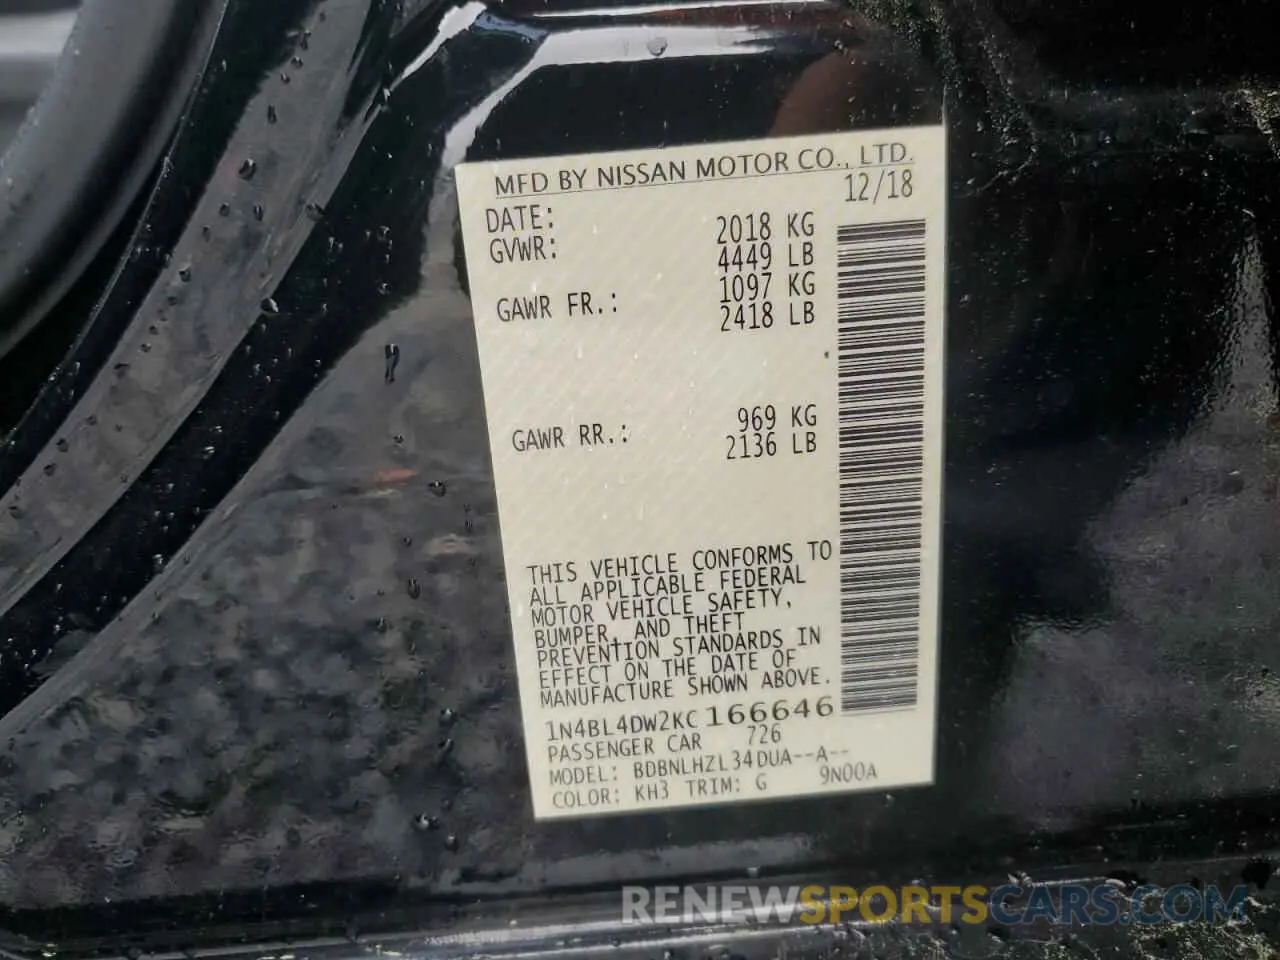 MFD BY NISSAN MOTOR CO., LTD.
DATE: 12/18
GVWR: 2018 KG
4449 LB
GAWR FR.: 1097 KG
2418 LB
GAWR RR.: 969 KG
2136 LB
THIS VEHICLE CONFORMS TO
ALL APPLICABLE FEDERAL
MOTOR VEHICLE SAFETY,
BUMPER, AND THEFT
PREVENTION STANDARDS IN
EFFECT ON THE DATE OF
MANUFACTURE SHOWN ABOVE.
1N4BL4DW2KC166646
PASSENGER CAR 726
MODEL: BDBNLHZL34DUA--A--
COLOR: KH3 TRIM: G 9N00A
RENEWSPORTSCARS.COM